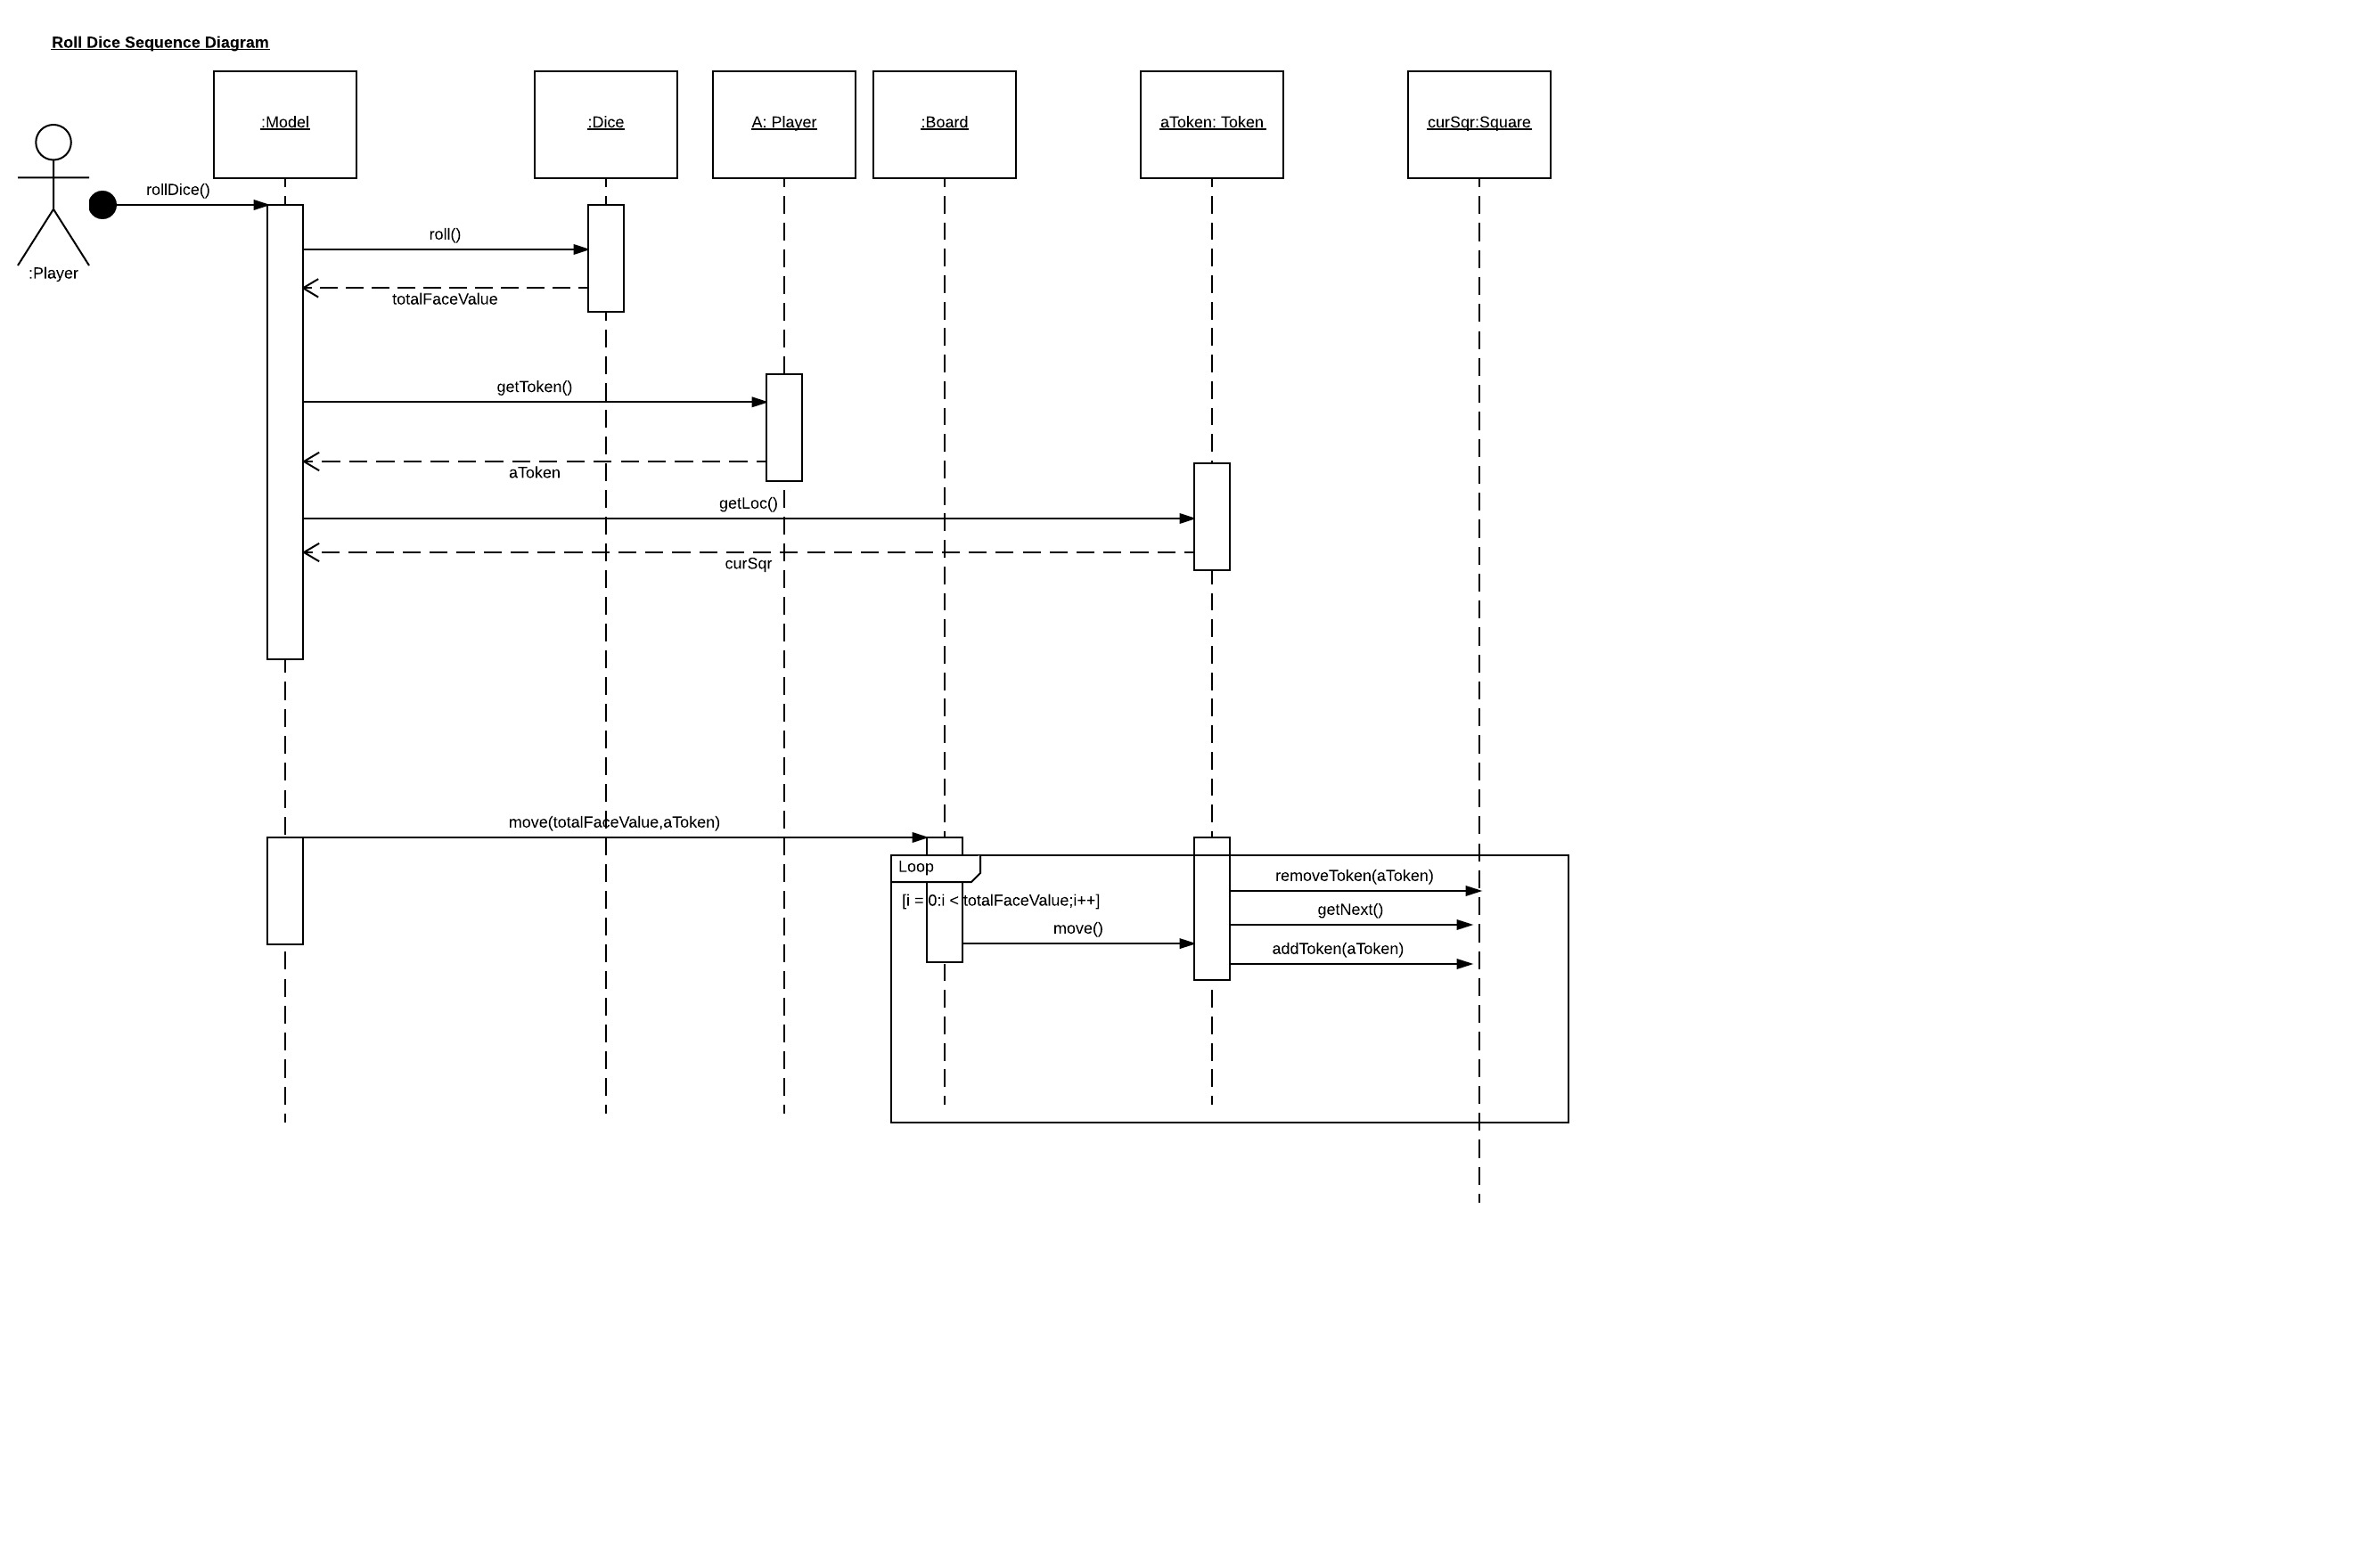 Roll Dice Sequence Diagram
:Model
:Dice
A: Player
:Board
aToken: Token
curSqr:Square
rollDice()
:Player
roll()
totalFaceValue
getToken()
aToken
getLoc()
curSqr
move(totalFaceValue,aToken)
Loop
removeToken(aToken)
[i = 0:i < totalFaceValue;i++]
getNext()
move()
addToken(aToken)